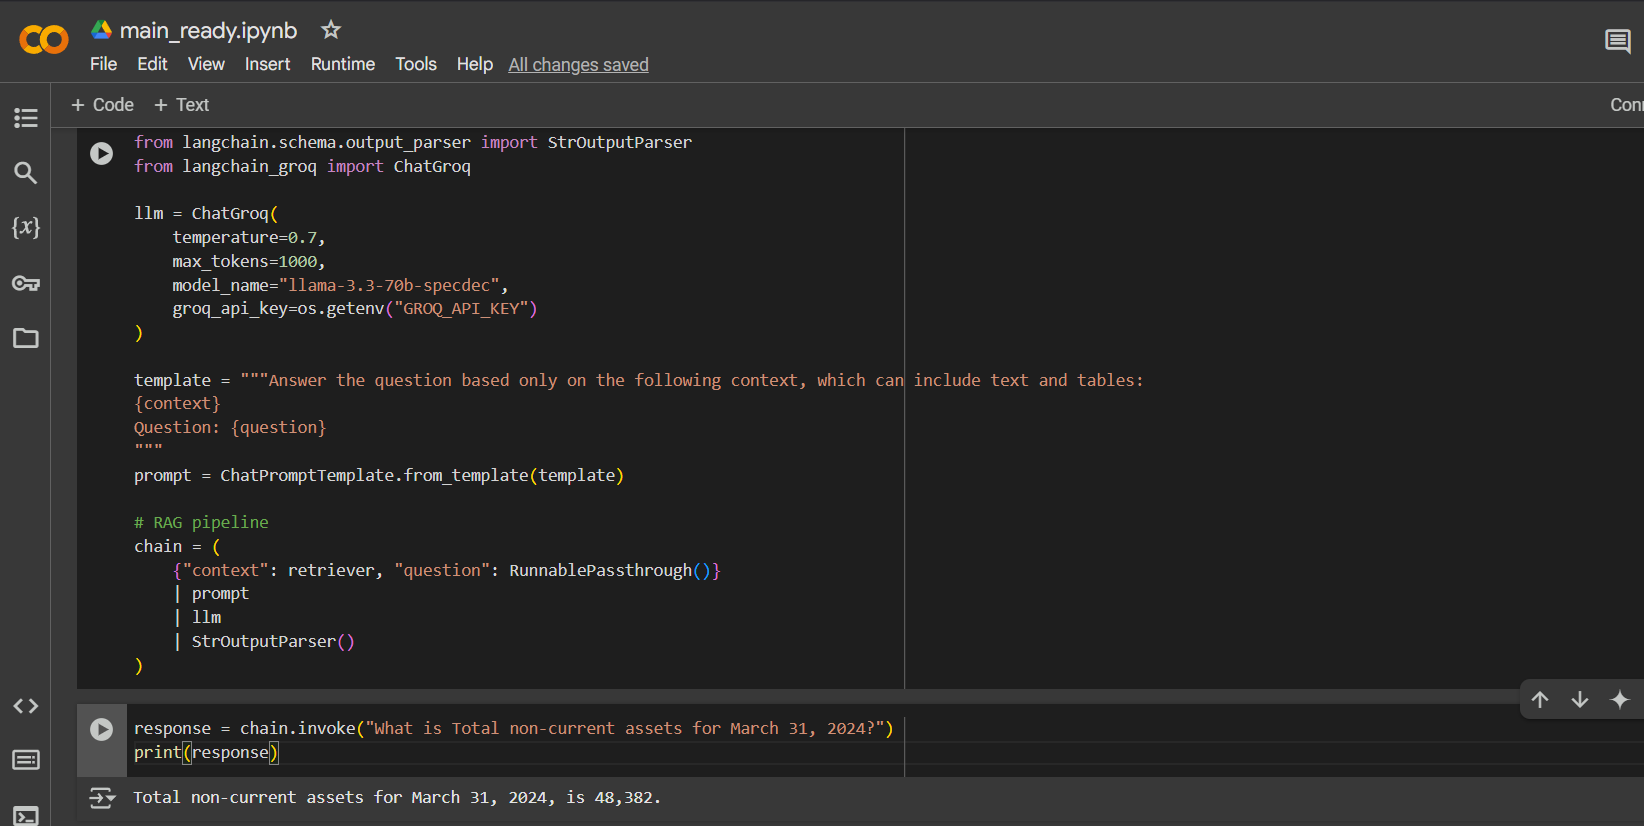 main_ready.ipynb
File Edit View Insert Runtime Tools Help All changes saved
+ Code + Text
from langchain.schema.output_parser import StrOutputParser
from langchain_groq import ChatGroq
llm = ChatGroq(
    temperature=0.7,
    max_tokens=1000,
    model_name="llama-3.3-70b-specdec",
    groq_api_key=os.getenv("GROQ_API_KEY")
)
template = """Answer the question based only on the following context, which can include text and tables:
{context}
Question: {question}
"""
prompt = ChatPromptTemplate.from_template(template)
# RAG pipeline
chain = (
    {"context": retriever, "question": RunnablePassthrough()}
    | prompt
    | llm
    | StrOutputParser()
)
response = chain.invoke("What is Total non-current assets for March 31, 2024?")
print(response)
Total non-current assets for March 31, 2024, is 48,382.